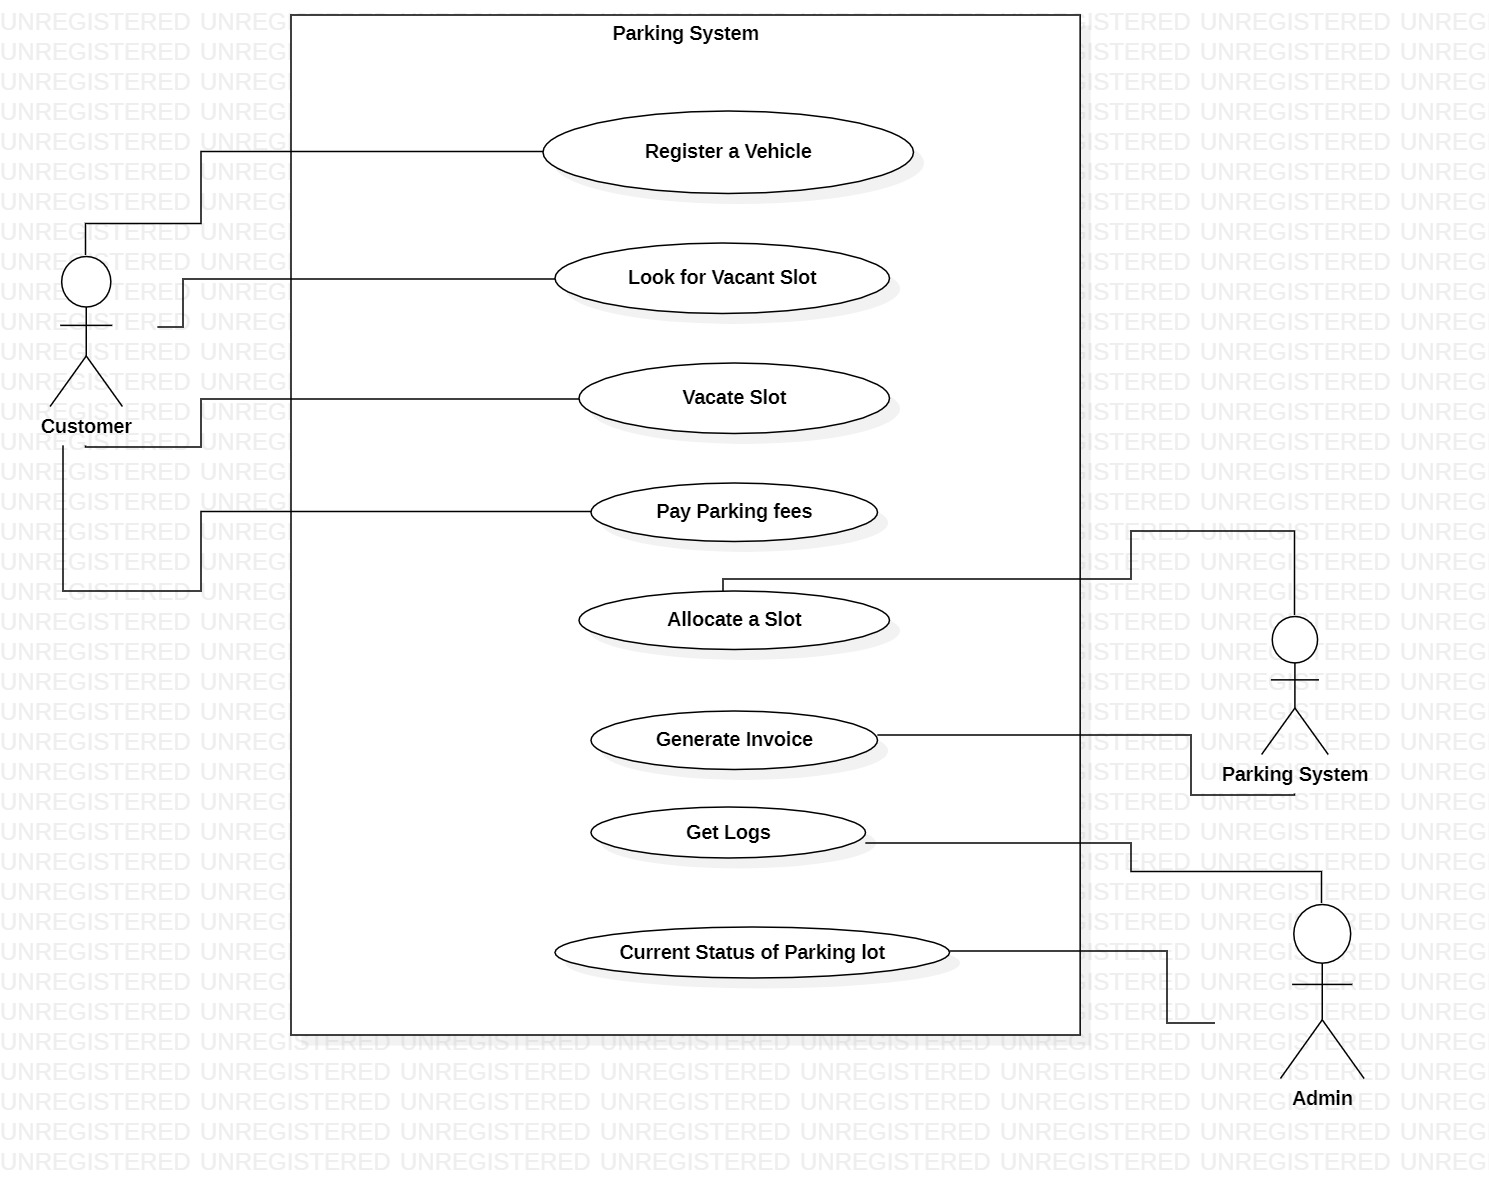 Parking System
Register a Vehicle
Look for Vacant Slot
Vacate Slot
Customer
Pay Parking fees
Allocate a Slot
Generate Invoice
Parking System
Get Logs
Current Status of Parking lot
Admin
UNREGISTERED